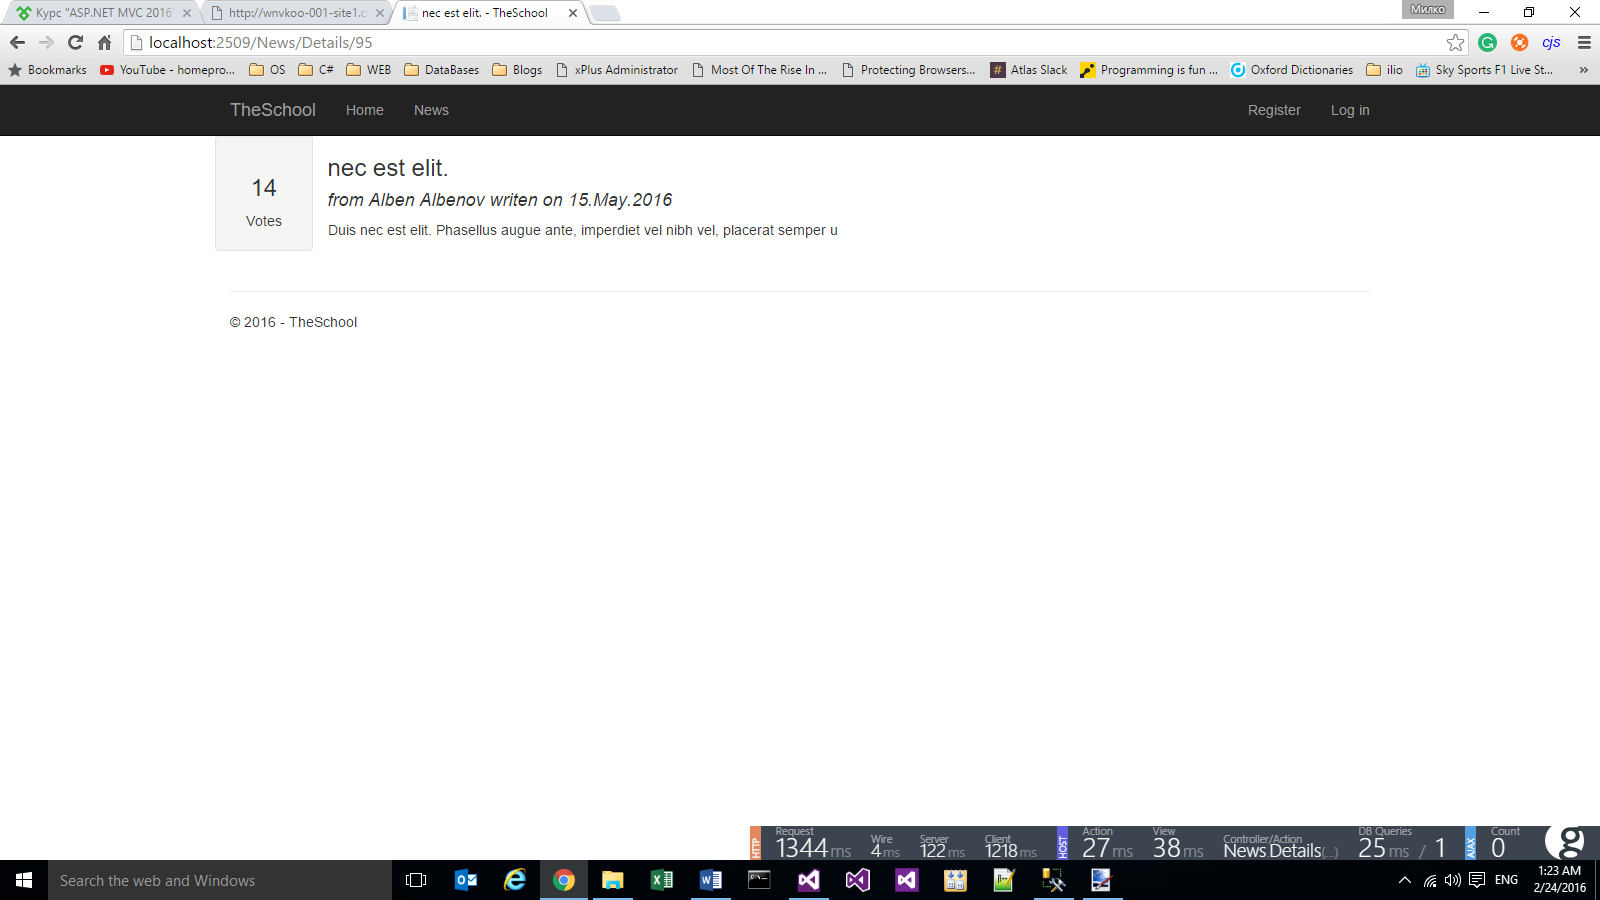 Курс "ASP.NET MVC 2016"
http://wnvkoo-001-site1.c
nec est elit. - TheSchool
Милко
localhost:2509/News/Details/95
cjs
Bookmarks YouTube - homepro... OS C# WEB DataBases Blogs xPlus Administrator Most Of The Rise In ... Protecting Browsers... Atlas Slack Programming is fun ... Oxford Dictionaries ilio Sky Sports F1 Live St... »
TheSchool Home News Register Log in
14
Votes
nec est elit.
from Alben Albenov writen on 15.May.2016
Duis nec est elit. Phasellus augue ante, imperdiet vel nibh vel, placerat semper u
© 2016 - TheSchool
HTTP
Request
1344 ms
Wire
4 ms
Server
122 ms
Client
1218 ms
HOST
Action
27 ms
View
38 ms
Controller/Action
News.Details(...)
DB Queries
25 ms / 1
AJAX
Count
0
g
Search the web and Windows
ENG
1:23 AM
2/24/2016